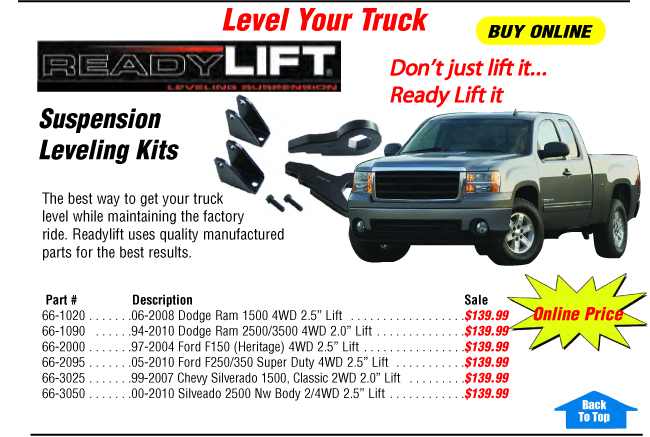 Level Your Truck
BUY ONLINE
READYLIFT
LEVELING SUSPENSION
Don't just lift it...
Ready Lift it
Suspension
Leveling Kits
The best way to get your truck
level while maintaining the factory
ride. Readylift uses quality manufactured
parts for the best results.
Part # Description Sale
66-1020 . . . . . . .06-2008 Dodge Ram 1500 4WD 2.5” Lift . . . . . . . . . . . . . . . . . .$139.99
66-1090 . . . . . . .94-2010 Dodge Ram 2500/3500 4WD 2.0” Lift . . . . . . . . . . . . . .$139.99
66-2000 . . . . . . .97-2004 Ford F150 (Heritage) 4WD 2.5” Lift . . . . . . . . . . . . . . . .$139.99
66-2095 . . . . . . .05-2010 Ford F250/350 Super Duty 4WD 2.5” Lift . . . . . . . . . . .$139.99
66-3025 . . . . . . .99-2007 Chevy Silverado 1500, Classic 2WD 2.0” Lift . . . . . . . . .$139.99
66-3050 . . . . . . .00-2010 Silveado 2500 Nw Body 2/4WD 2.5” Lift . . . . . . . . . . . .$139.99
Online Price
Back
To Top